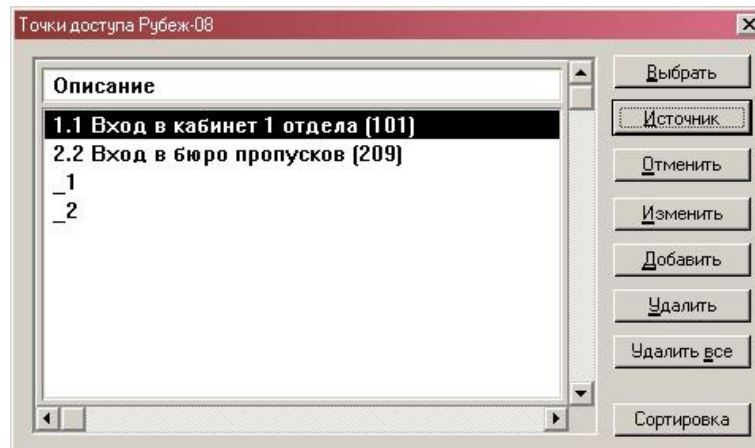 Точки доступа Рубеж-08
Описание
1.1 Вход в кабинет 1 отдела (101)
2.2 Вход в бюро пропусков (209)
_1
_2
Выбрать
Источник
Отменить
Изменить
Добавить
Удалить
Удалить все
Сортировка